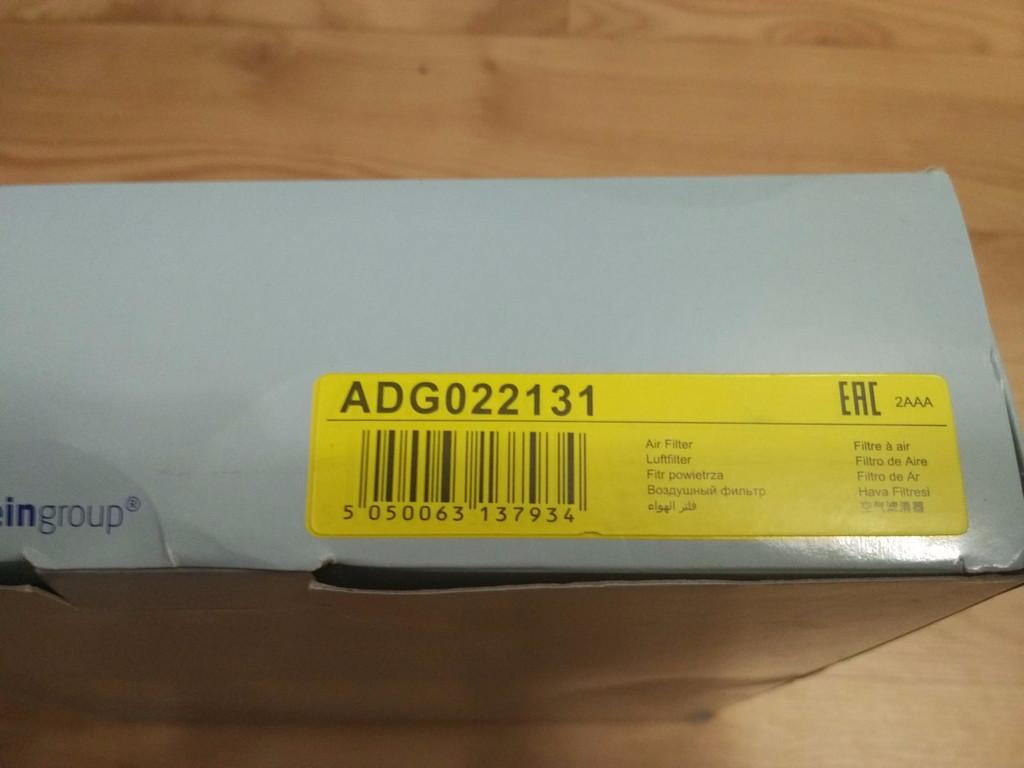 ADG022131
EAC 2AAA
Air Filter
Luftfilter
Fitr powietrza
Воздушный фильтр
فلتر الهواء
Filtre à air
Filtro de Aire
Filtro de Ar
Hava Filtresi
空气滤清器
5 050063 137934
eingroup®